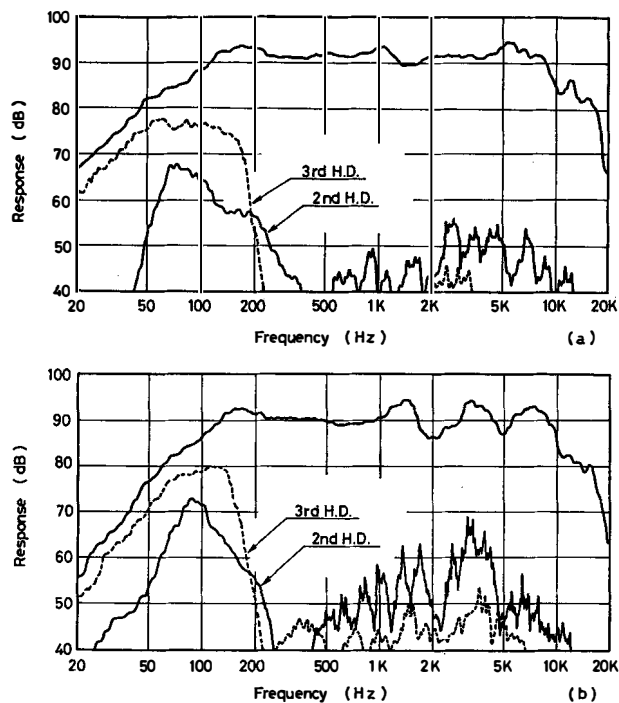 100
90
80
70
60
50
40
Response (dB)
3rd H.D.
2nd H.D.
20 50 100 200 500 1K 2K 5K 10K 20K
Frequency (Hz) (a)
100
90
80
70
60
50
40
Response (dB)
3rd H.D.
2nd H.D.
20 50 100 200 500 1K 2K 5K 10K 20K
Frequency (Hz) (b)